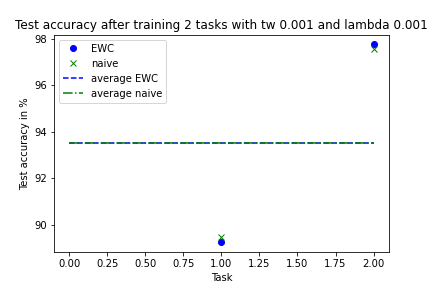 Test accuracy after training 2 tasks with tw 0.001 and lambda 0.001
98
96
94
92
90
Test accuracy in %
EWC
naive
average EWC
average naive
0.00 0.25 0.50 0.75 1.00 1.25 1.50 1.75 2.00
Task